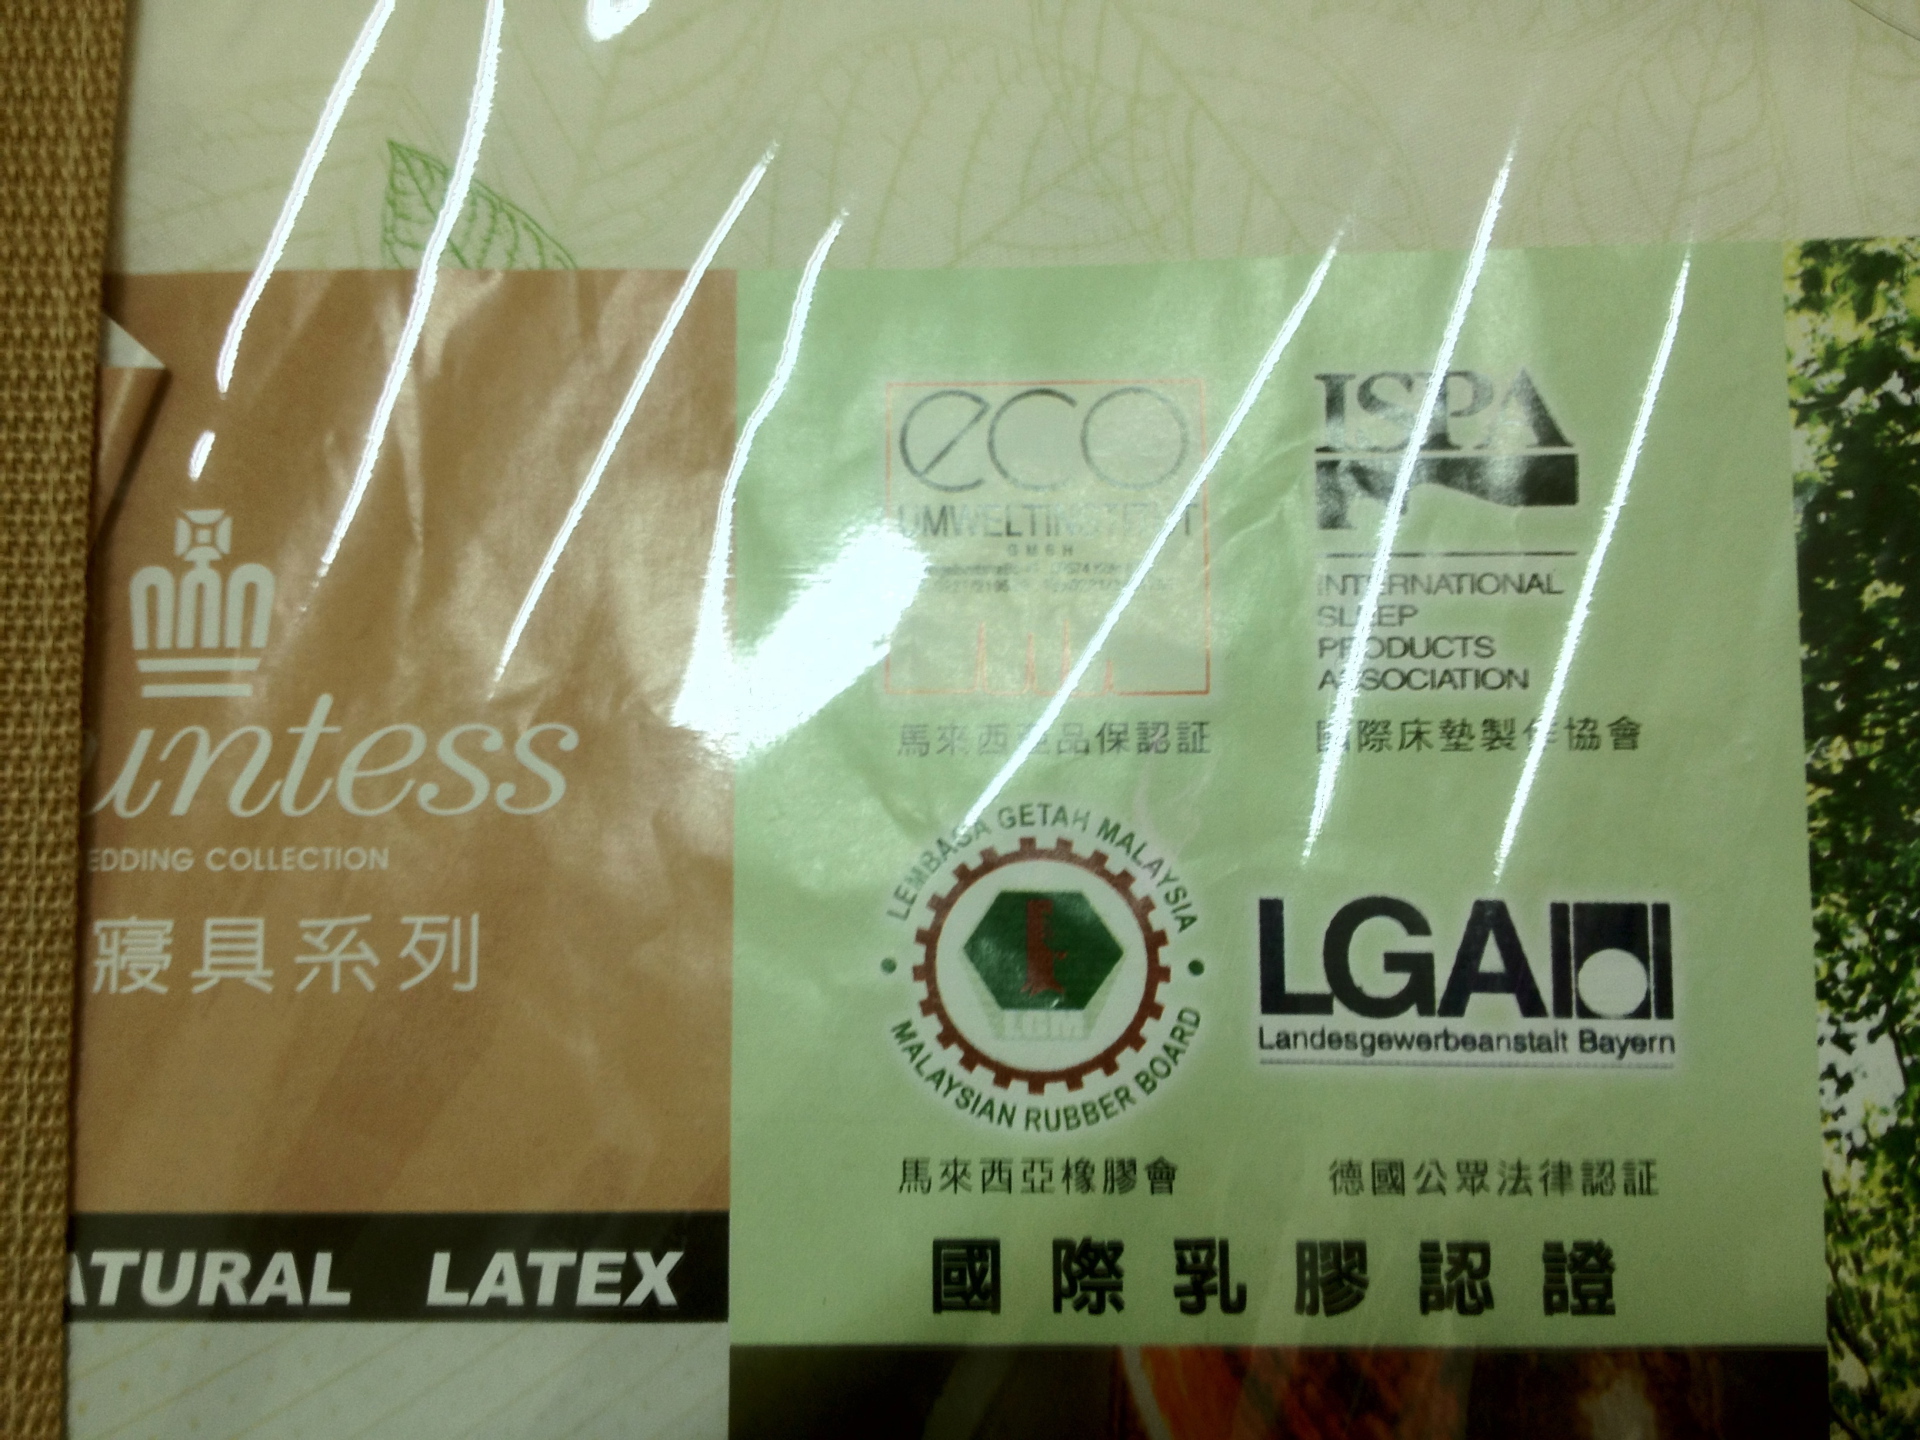 EDDING COLLECTION
寢具系列
ATURAL LATEX
eco
UMWELTINSTITUT
GMBH
馬來西亞品保認証
ISPA
INTERNATIONAL
SLEEP
PRODUCTS
ASSOCIATION
國際床墊製作協會
LEMBAGA GETAH MALAYSIA
LGM
MALAYSIAN RUBBER BOARD
馬來西亞橡膠會
LGA
Landesgewerbeanstalt Bayern
德國公眾法律認証
國際乳膠認證